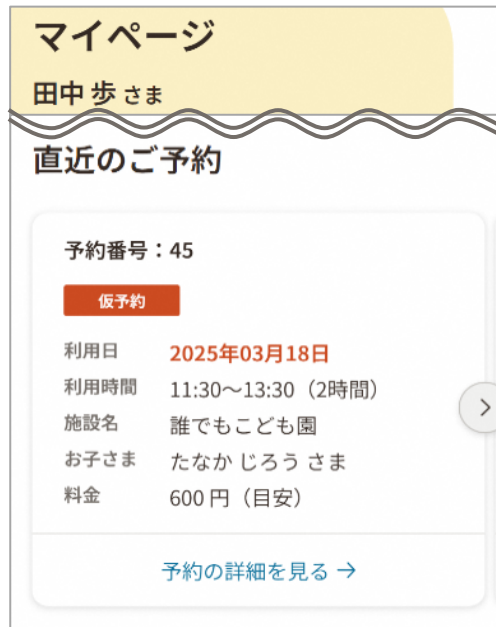 マイページ
田中 歩 さま
直近のご予約
予約番号：45
仮予約
利用日 2025年03月18日
利用時間 11:30～13:30（2時間）
施設名 誰でもこども園
お子さま たなか じろう さま
料金 600 円（目安）
予約の詳細を見る →